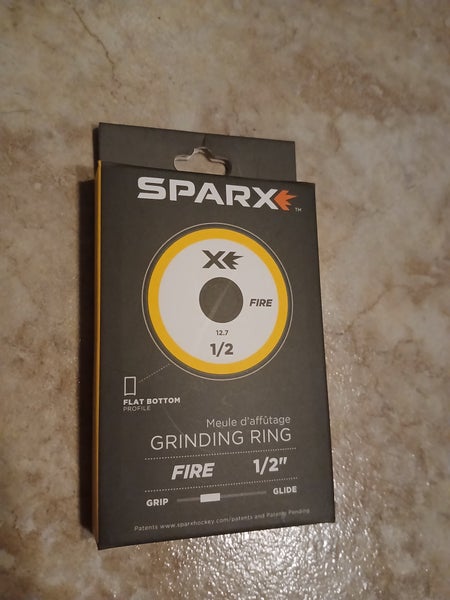 SPARX
TM
X
FIRE
12.7
1/2
FLAT BOTTOM
PROFILE
Meule d'affûtage
GRINDING RING
FIRE 1/2"
GRIP GLIDE
Patents www.sparxhockey.com/patents and Patents Pending